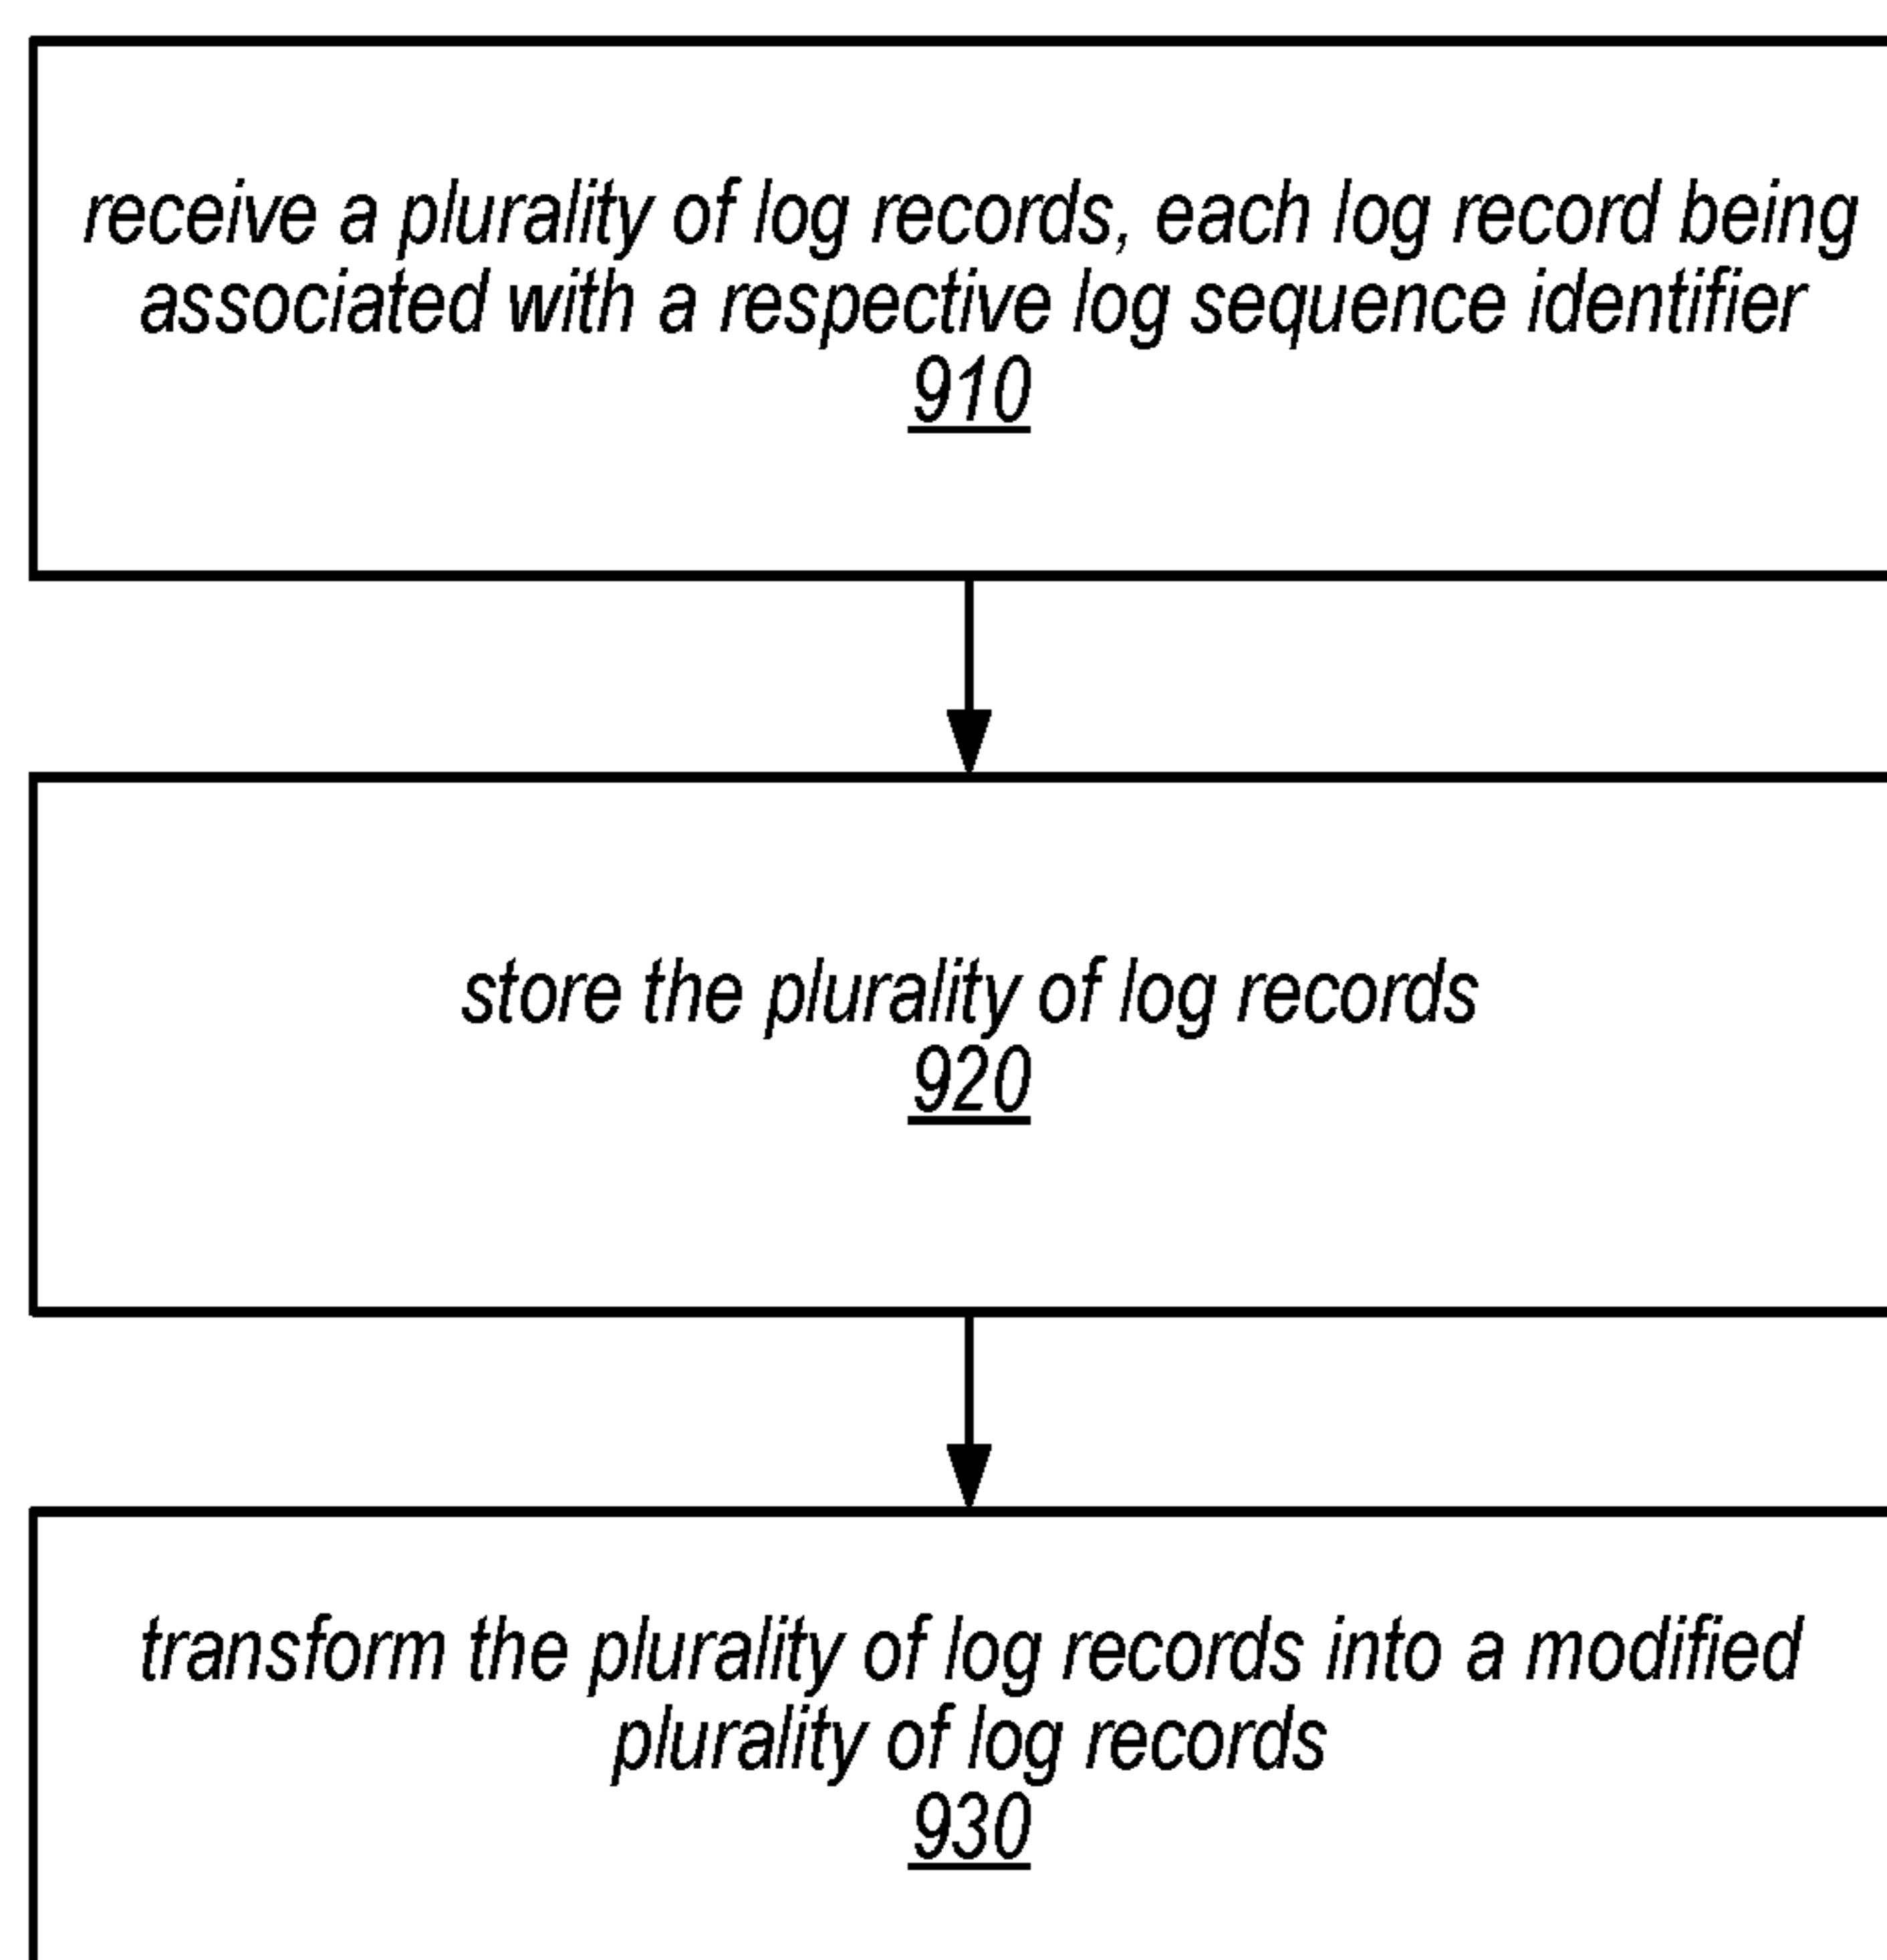 receive a plurality of log records, each log record being
associated with a respective log sequence identifier
910
store the plurality of log records
920
transform the plurality of log records into a modified
plurality of log records
930